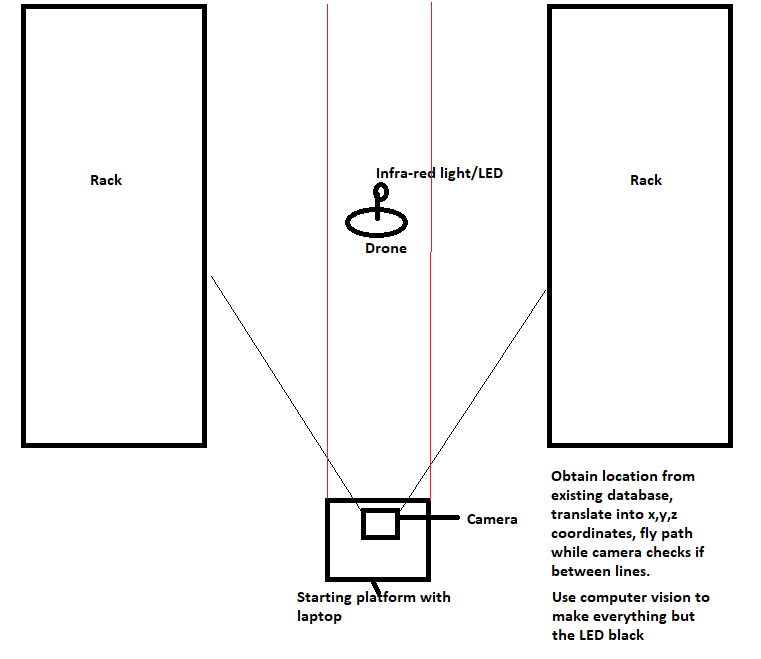 Infra-red light/LED
Rack
Rack
Drone
Obtain location from
existing database,
translate into x,y,z
coordinates, fly path
while camera checks if
between lines.
Camera
Use computer vision to
make everything but
the LED black
Starting platform with
laptop